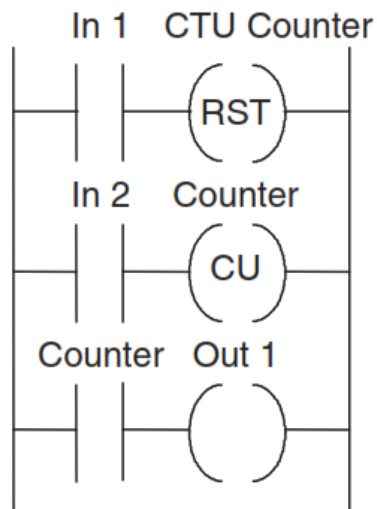 In 1 CTU Counter
RST
In 2 Counter
CU
Counter Out 1